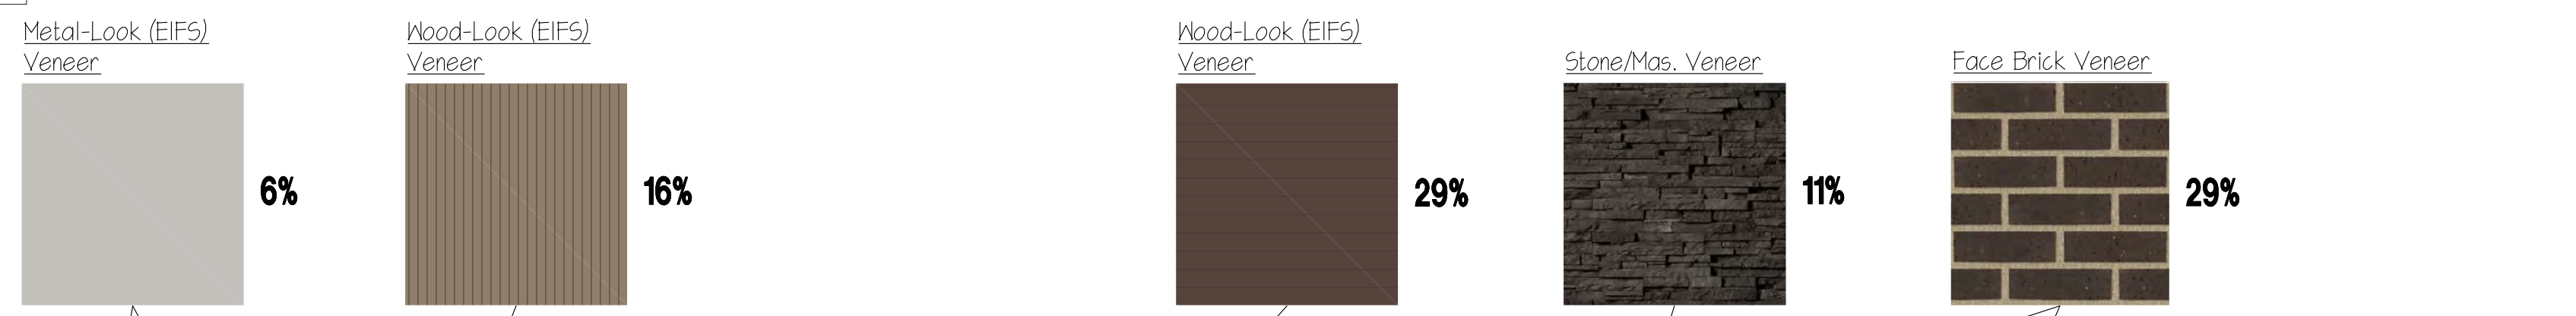 Metal-Look (EIFS)
Veneer
6%
Wood-Look (EIFS)
Veneer
16%
Wood-Look (EIFS)
Veneer
29%
Stone/Mas. Veneer
11%
Face Brick Veneer
29%